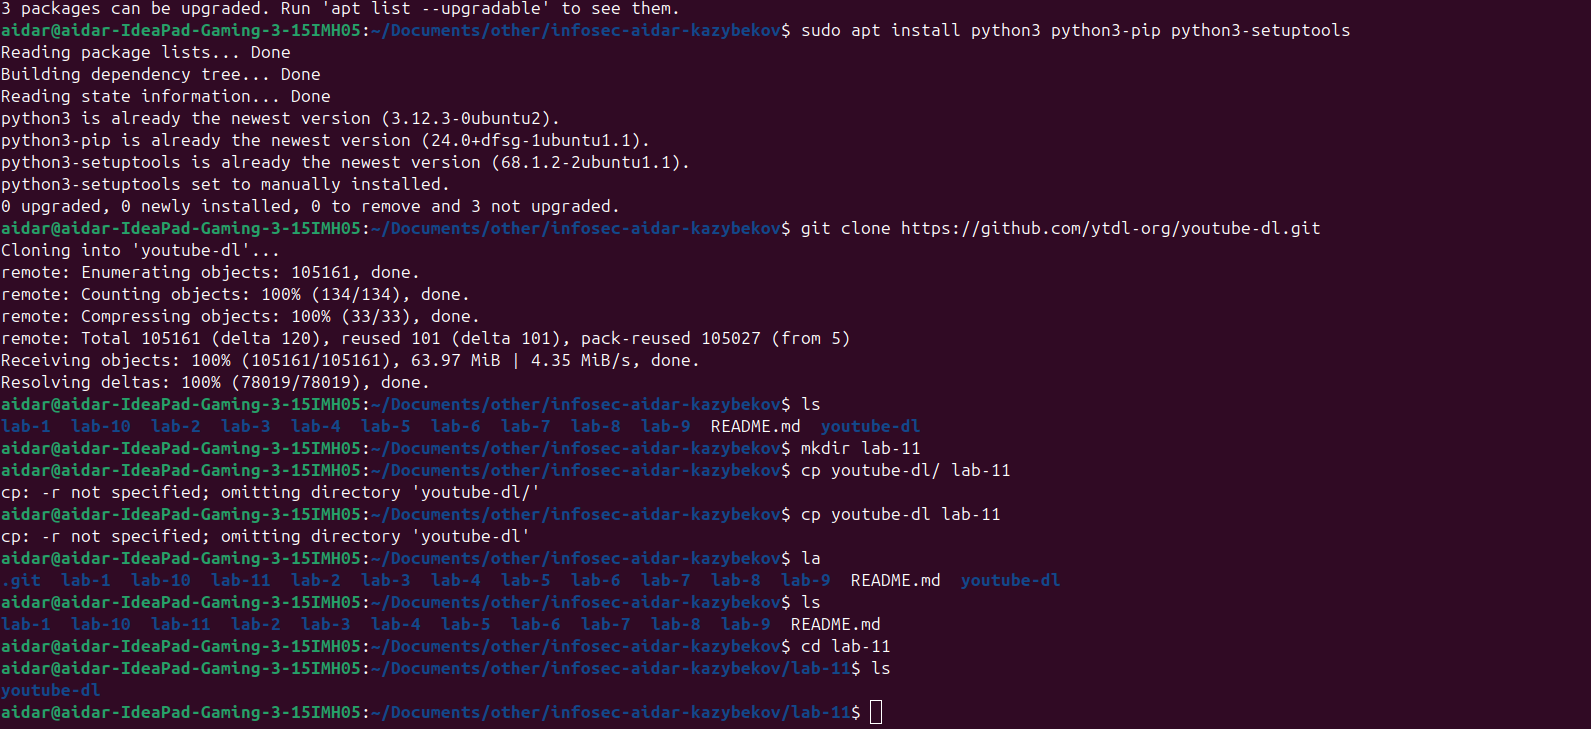 3 packages can be upgraded. Run 'apt list --upgradable' to see them.
aidar@aidar-IdeaPad-Gaming-3-15IMH05:~/Documents/other/infosec-aidar-kazybekov$ sudo apt install python3 python3-pip python3-setuptools
Reading package lists... Done
Building dependency tree... Done
Reading state information... Done
python3 is already the newest version (3.12.3-0ubuntu2).
python3-pip is already the newest version (24.0+dfsg-1ubuntu1.1).
python3-setuptools is already the newest version (68.1.2-2ubuntu1.1).
python3-setuptools set to manually installed.
0 upgraded, 0 newly installed, 0 to remove and 3 not upgraded.
aidar@aidar-IdeaPad-Gaming-3-15IMH05:~/Documents/other/infosec-aidar-kazybekov$ git clone https://github.com/ytdl-org/youtube-dl.git
Cloning into 'youtube-dl'...
remote: Enumerating objects: 105161, done.
remote: Counting objects: 100% (134/134), done.
remote: Compressing objects: 100% (33/33), done.
remote: Total 105161 (delta 120), reused 101 (delta 101), pack-reused 105027 (from 5)
Receiving objects: 100% (105161/105161), 63.97 MiB | 4.35 MiB/s, done.
Resolving deltas: 100% (78019/78019), done.
aidar@aidar-IdeaPad-Gaming-3-15IMH05:~/Documents/other/infosec-aidar-kazybekov$ ls
lab-1  lab-10  lab-2  lab-3  lab-4  lab-5  lab-6  lab-7  lab-8  lab-9  README.md  youtube-dl
aidar@aidar-IdeaPad-Gaming-3-15IMH05:~/Documents/other/infosec-aidar-kazybekov$ mkdir lab-11
aidar@aidar-IdeaPad-Gaming-3-15IMH05:~/Documents/other/infosec-aidar-kazybekov$ cp youtube-dl/ lab-11
cp: -r not specified; omitting directory 'youtube-dl/'
aidar@aidar-IdeaPad-Gaming-3-15IMH05:~/Documents/other/infosec-aidar-kazybekov$ cp youtube-dl lab-11
cp: -r not specified; omitting directory 'youtube-dl'
aidar@aidar-IdeaPad-Gaming-3-15IMH05:~/Documents/other/infosec-aidar-kazybekov$ la
.git  lab-1  lab-10  lab-11  lab-2  lab-3  lab-4  lab-5  lab-6  lab-7  lab-8  lab-9  README.md  youtube-dl
aidar@aidar-IdeaPad-Gaming-3-15IMH05:~/Documents/other/infosec-aidar-kazybekov$ ls
lab-1  lab-10  lab-11  lab-2  lab-3  lab-4  lab-5  lab-6  lab-7  lab-8  lab-9  README.md
aidar@aidar-IdeaPad-Gaming-3-15IMH05:~/Documents/other/infosec-aidar-kazybekov$ cd lab-11
aidar@aidar-IdeaPad-Gaming-3-15IMH05:~/Documents/other/infosec-aidar-kazybekov/lab-11$ ls
youtube-dl
aidar@aidar-IdeaPad-Gaming-3-15IMH05:~/Documents/other/infosec-aidar-kazybekov/lab-11$